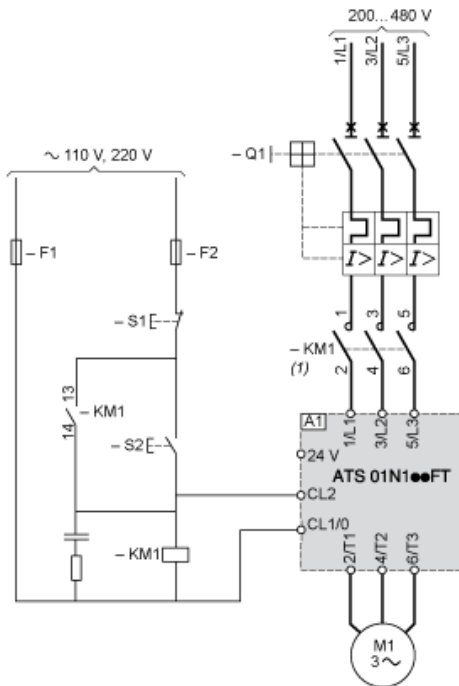 200... 480 V
1/L1 3/L2 5/L3
~ 110 V, 220 V
– Q1
– F1
– F2
I> I> I>
– S1
1 3 5
– KM1
(1)
2 4 6
13
– KM1
14
A1
1/L1 3/L2 5/L3
– S2
24 V
ATS 01N1●●FT
CL2
CL1/0
– KM1
2/T1 4/T2 6/T3
M1
3 ~